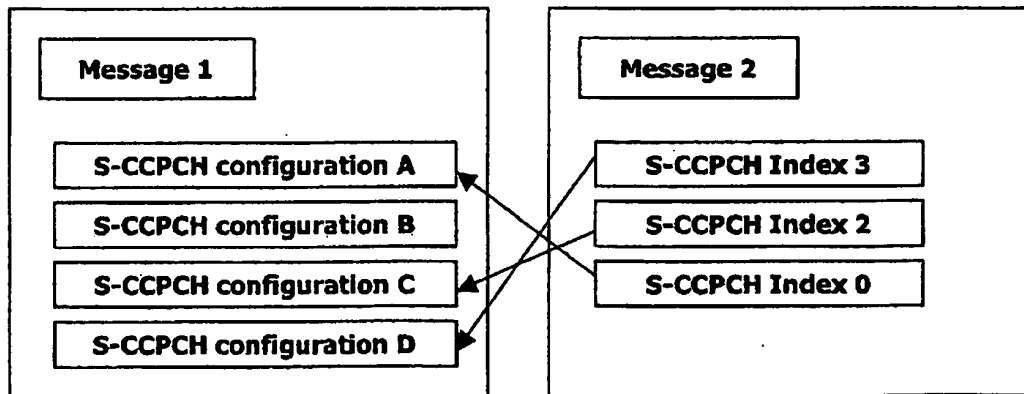 Message 1
S-CCPCH configuration A
S-CCPCH configuration B
S-CCPCH configuration C
S-CCPCH configuration D
Message 2
S-CCPCH Index 3
S-CCPCH Index 2
S-CCPCH Index 0